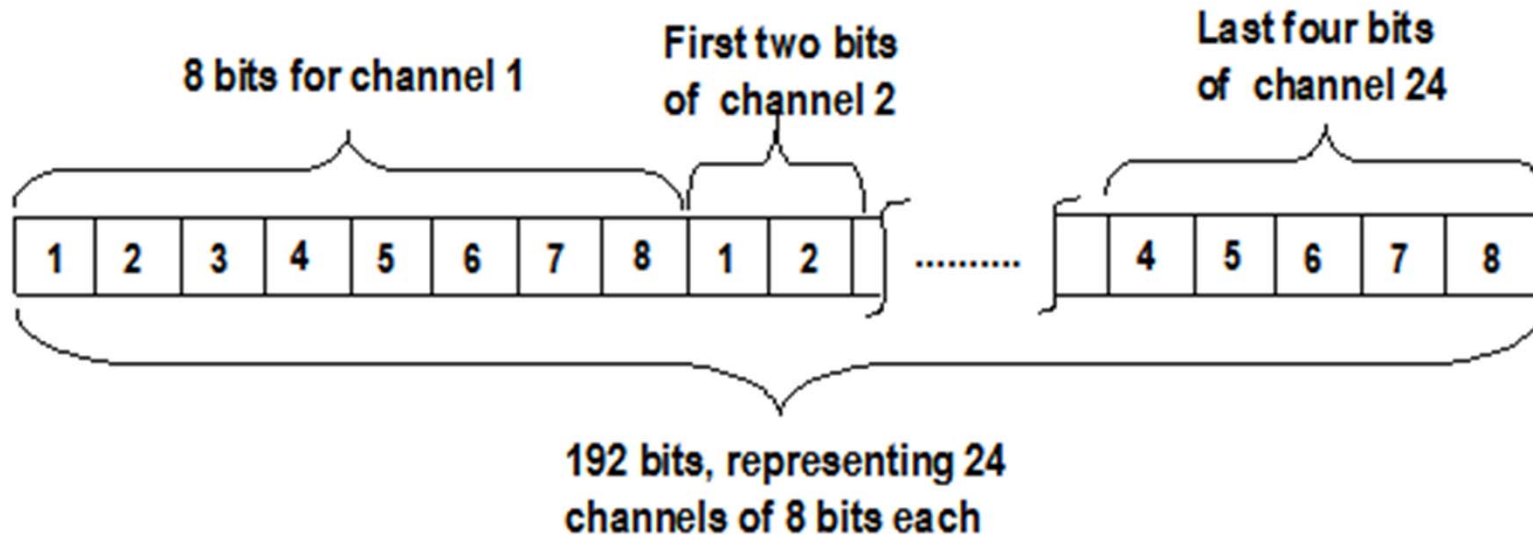 8 bits for channel 1
First two bits
of channel 2
Last four bits
of channel 24
1 2 3 4 5 6 7 8 1 2 .......... 4 5 6 7 8
192 bits, representing 24
channels of 8 bits each